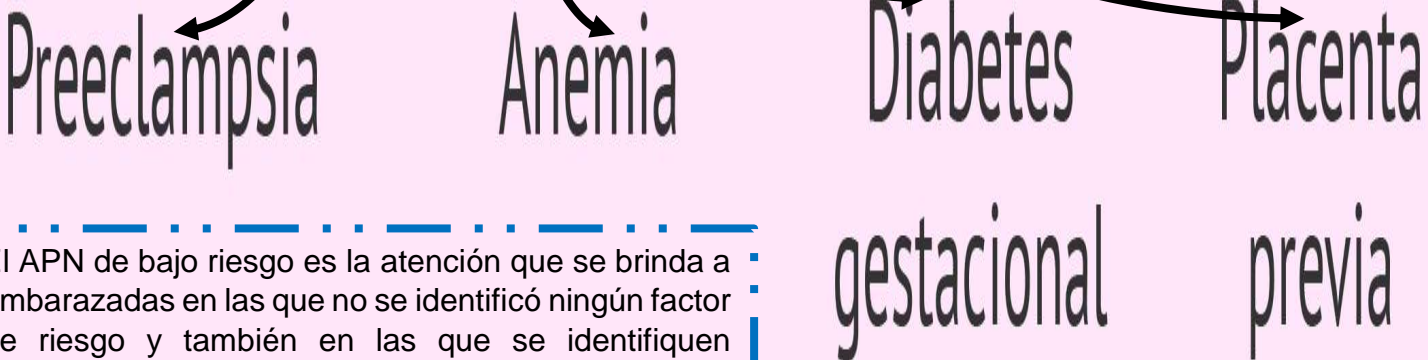 Preeclampsia
Anemia
Diabetes
gestacional
Placenta
previa
l APN de bajo riesgo es la atención que se brinda a
mbarazadas en las que no se identificó ningún factor
e riesgo y también en las que se identifiquen